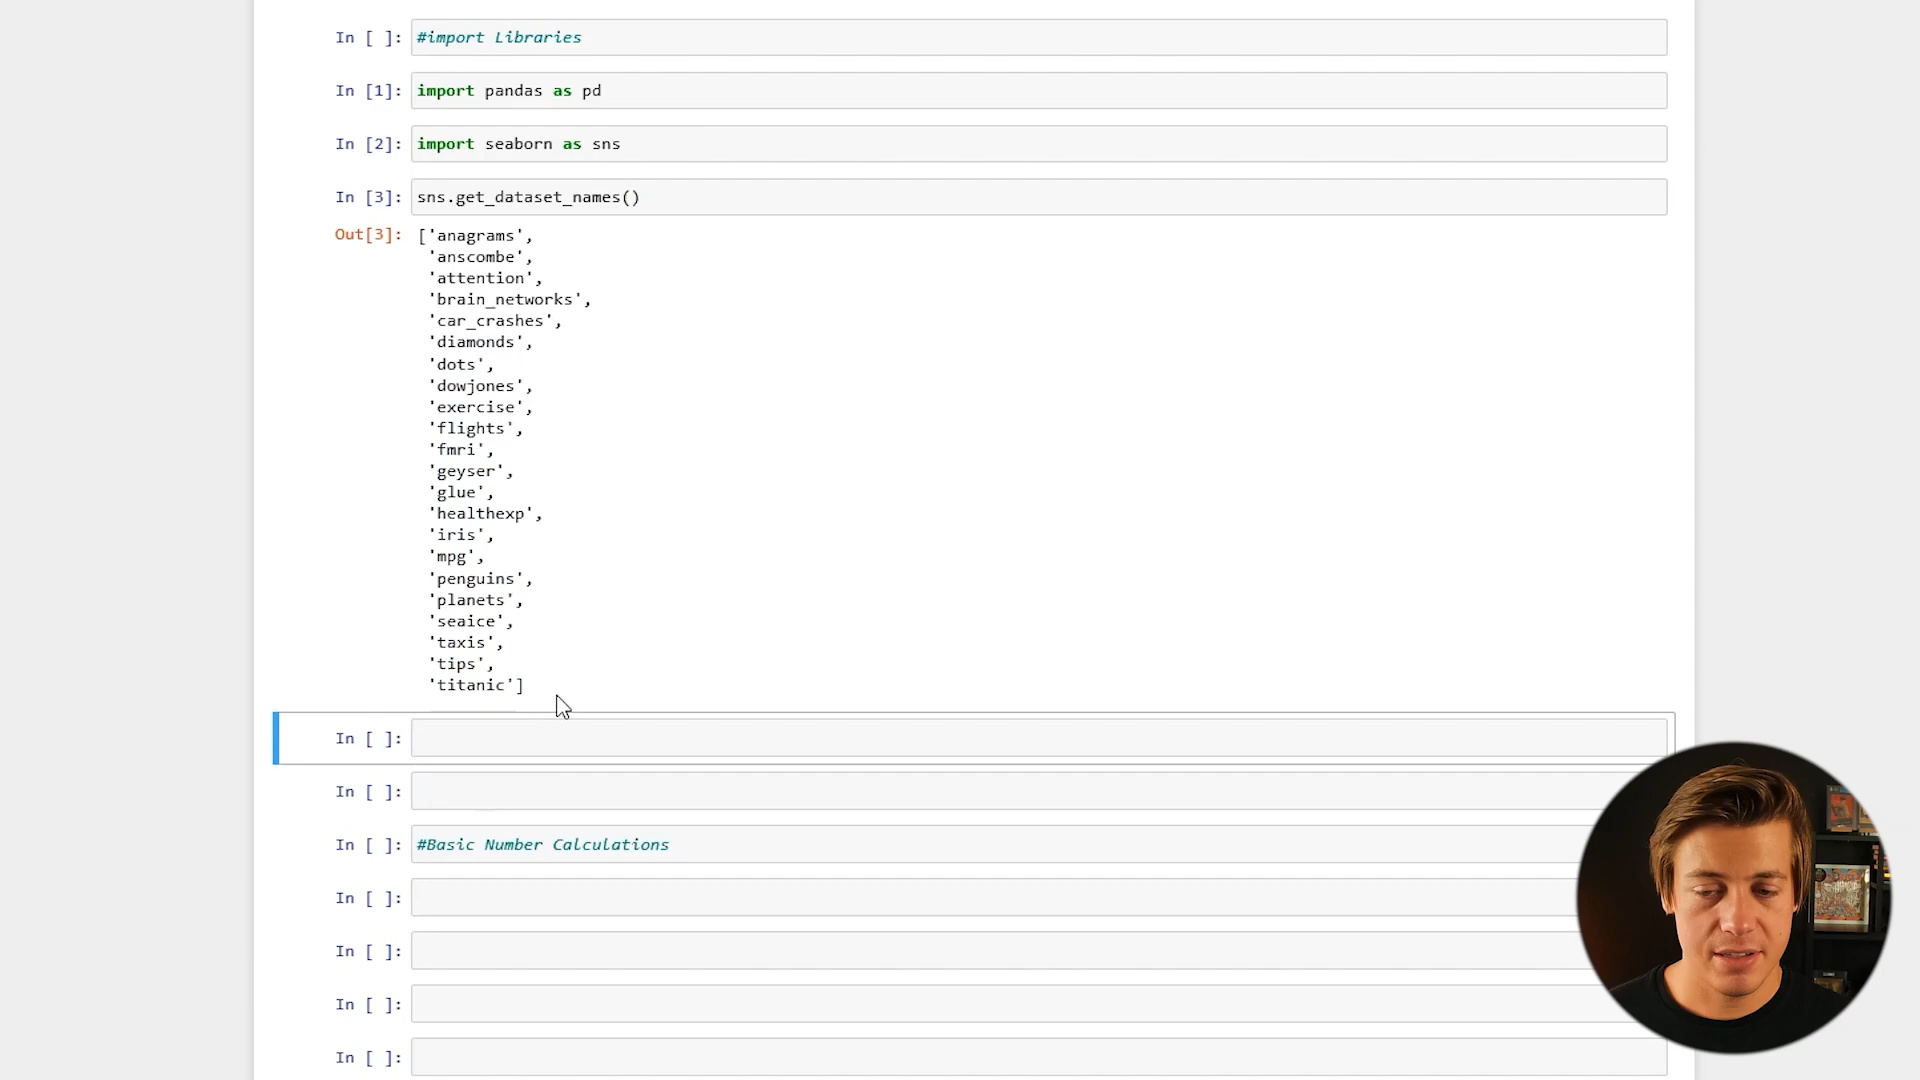 In [ ]: #import Libraries
In [1]: import pandas as pd
In [2]: import seaborn as sns
In [3]: sns.get_dataset_names()
Out[3]: ['anagrams',
'anscombe',
'attention',
'brain_networks',
'car_crashes',
'diamonds',
'dots',
'dowjones',
'exercise',
'flights',
'fmri',
'geyser',
'glue',
'healthexp',
'iris',
'mpg',
'penguins',
'planets',
'seaice',
'taxis',
'tips',
'titanic']
In [ ]:
In [ ]:
In [ ]: #Basic Number Calculations
In [ ]:
In [ ]:
In [ ]:
In [ ]: